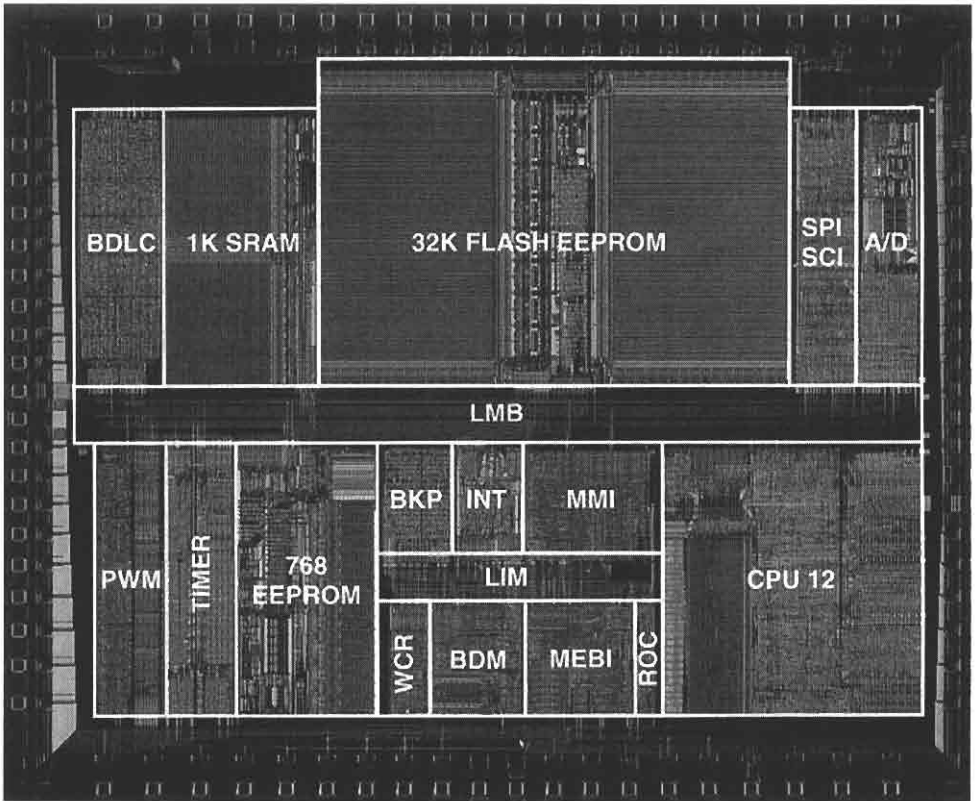 BDLC
1K SRAM
32K FLASH EEPROM
SPI
SCI
A/D
LMB
PWM
TIMER
768
EEPROM
BKP
INT
MMI
LIM
WCR
BDM
MEBI
ROC
CPU 12